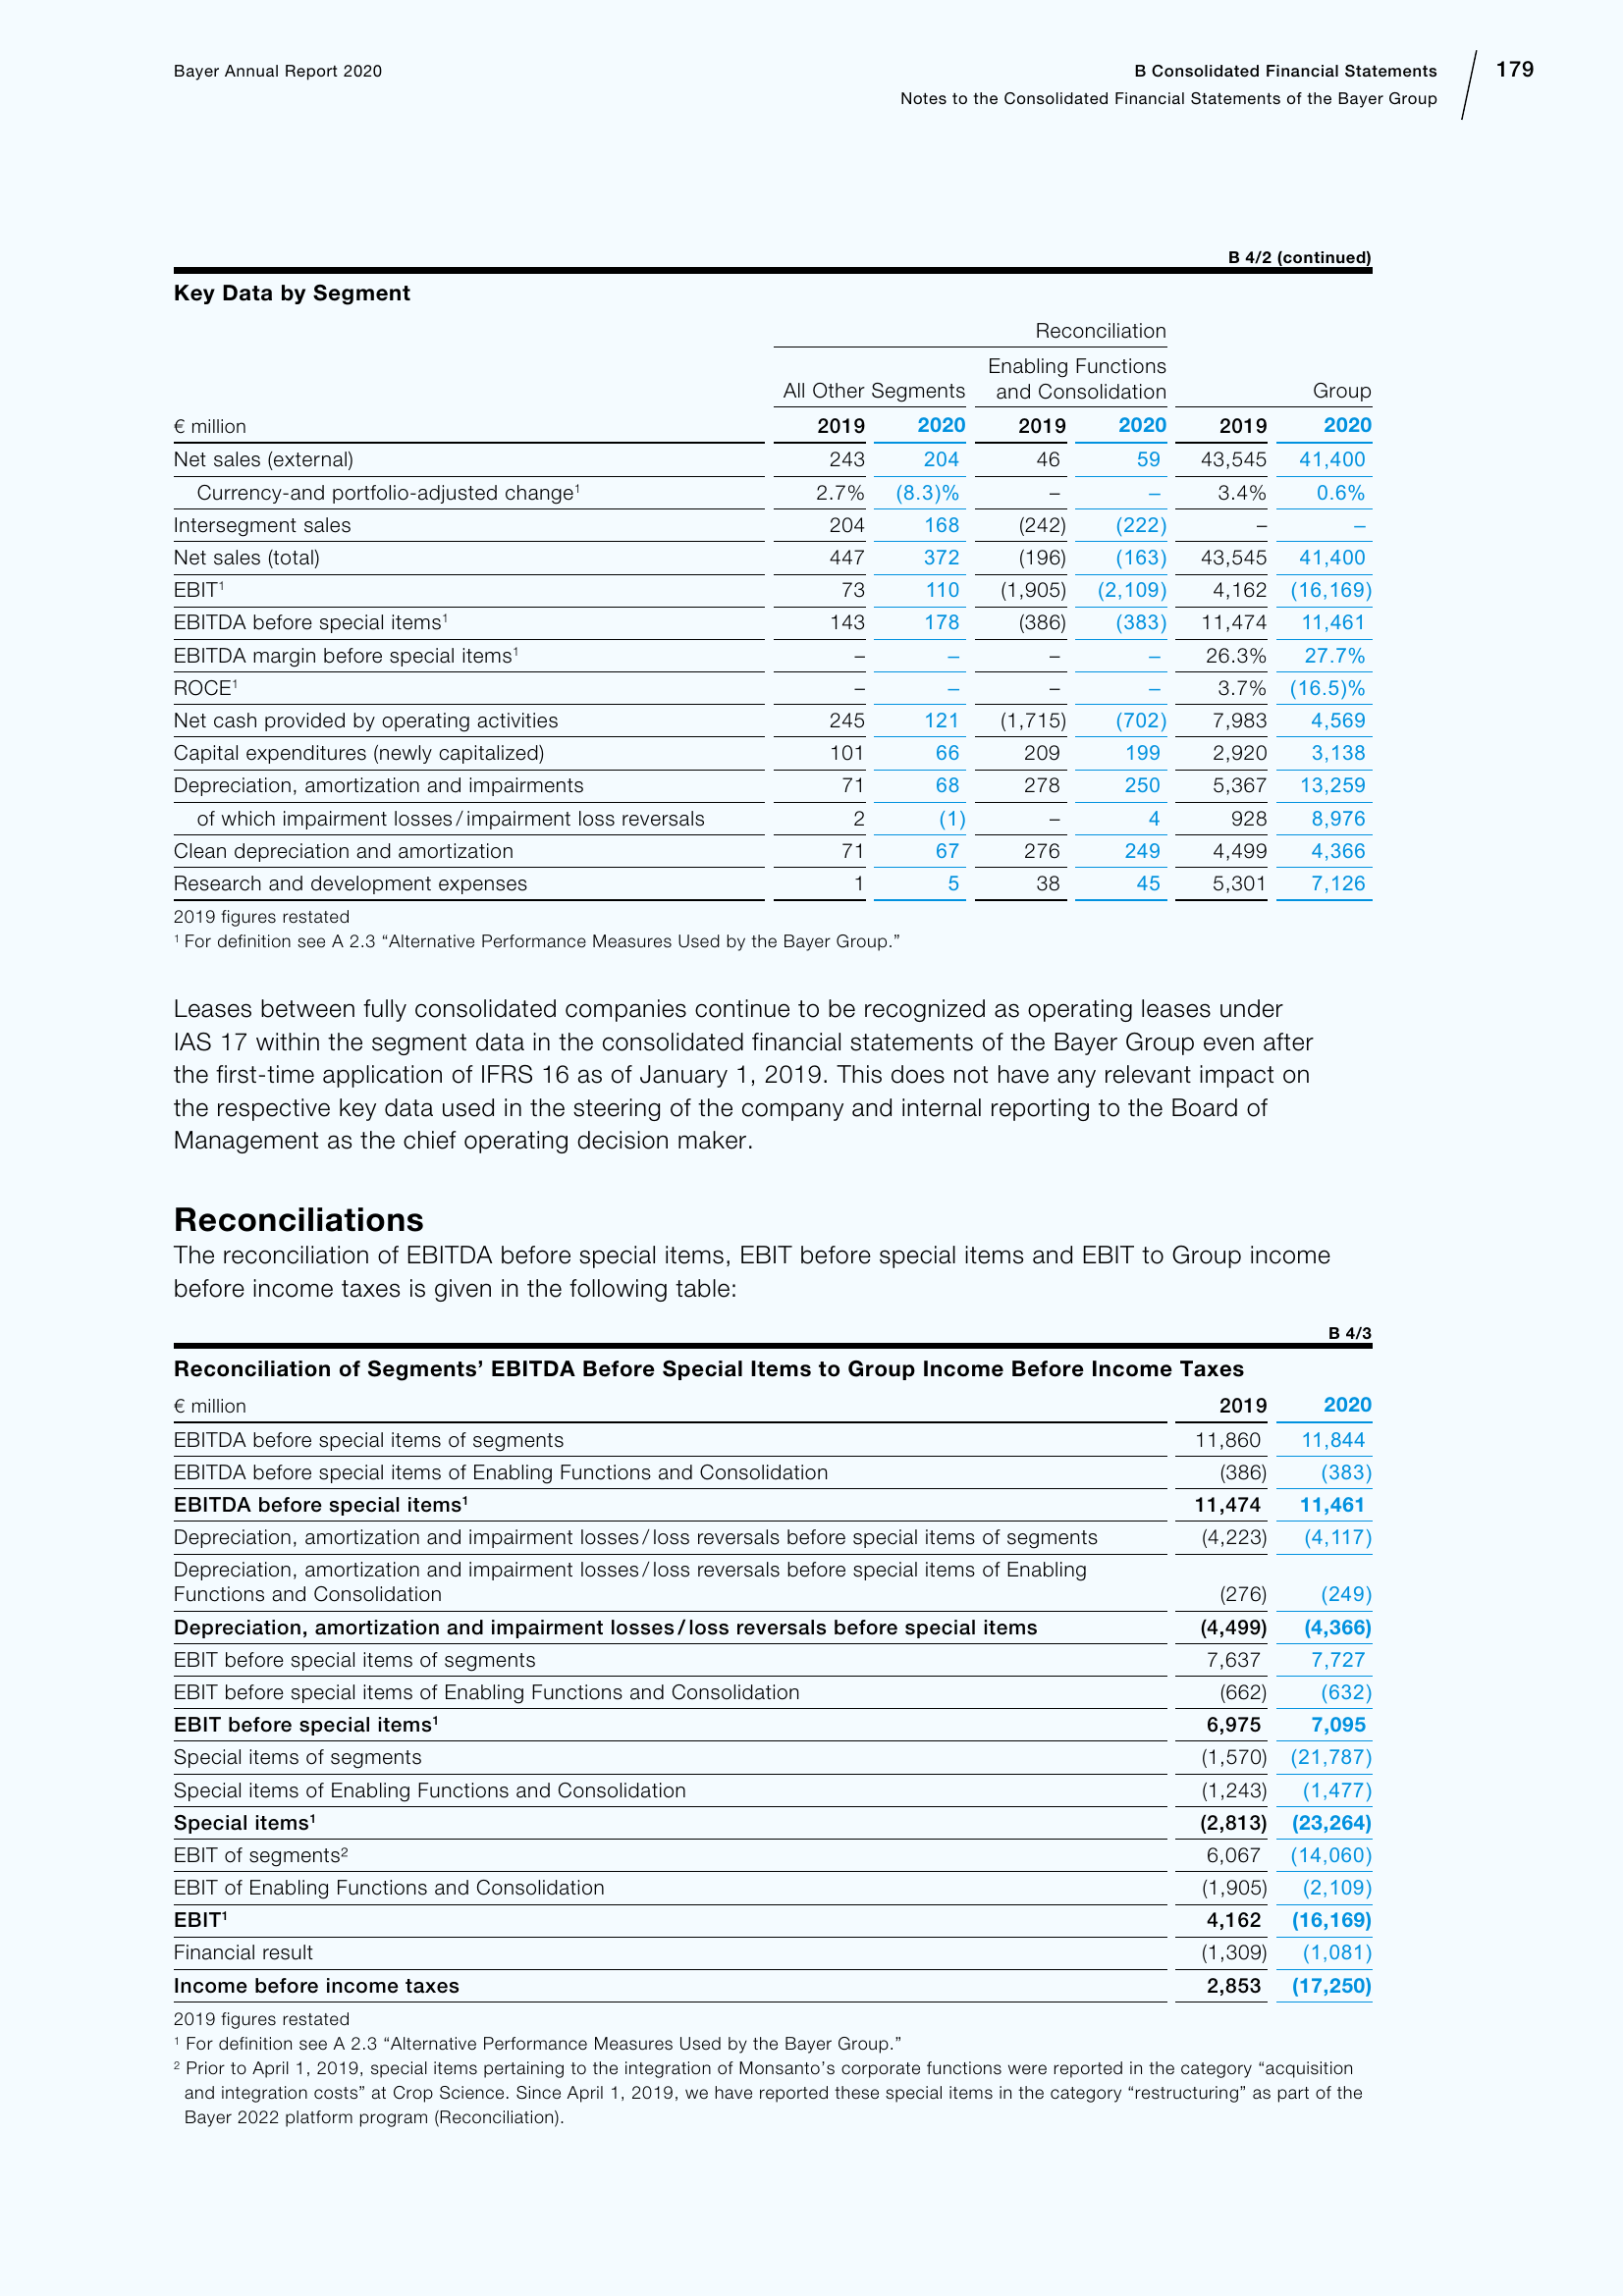 Bayer Annual Report 2020
B Consolidated Financial Statements
179
Notes to the Consolidated Financial Statements of the Bayer Group
B 4/2 (continued)
Key Data by Segment
Reconciliation
All Other Segments Enabling Functions and Consolidation Group
€ million 2019 2020 2019 2020 2019 2020
Net sales (external) 243 204 46 59 43,545 41,400
Currency-and portfolio-adjusted change¹ 2.7% (8.3)% – – 3.4% 0.6%
Intersegment sales 204 168 (242) (222) – –
Net sales (total) 447 372 (196) (163) 43,545 41,400
EBIT¹ 73 110 (1,905) (2,109) 4,162 (16,169)
EBITDA before special items¹ 143 178 (386) (383) 11,474 11,461
EBITDA margin before special items¹ – – – – 26.3% 27.7%
ROCE¹ – – – – 3.7% (16.5)%
Net cash provided by operating activities 245 121 (1,715) (702) 7,983 4,569
Capital expenditures (newly capitalized) 101 66 209 199 2,920 3,138
Depreciation, amortization and impairments 71 68 278 250 5,367 13,259
of which impairment losses/impairment loss reversals 2 (1) – 4 928 8,976
Clean depreciation and amortization 71 67 276 249 4,499 4,366
Research and development expenses 1 5 38 45 5,301 7,126
2019 figures restated
¹ For definition see A 2.3 “Alternative Performance Measures Used by the Bayer Group.”
Leases between fully consolidated companies continue to be recognized as operating leases under
IAS 17 within the segment data in the consolidated financial statements of the Bayer Group even after
the first-time application of IFRS 16 as of January 1, 2019. This does not have any relevant impact on
the respective key data used in the steering of the company and internal reporting to the Board of
Management as the chief operating decision maker.
Reconciliations
The reconciliation of EBITDA before special items, EBIT before special items and EBIT to Group income
before income taxes is given in the following table:
B 4/3
Reconciliation of Segments’ EBITDA Before Special Items to Group Income Before Income Taxes
€ million 2019 2020
EBITDA before special items of segments 11,860 11,844
EBITDA before special items of Enabling Functions and Consolidation (386) (383)
EBITDA before special items¹ 11,474 11,461
Depreciation, amortization and impairment losses/loss reversals before special items of segments (4,223) (4,117)
Depreciation, amortization and impairment losses/loss reversals before special items of Enabling
Functions and Consolidation (276) (249)
Depreciation, amortization and impairment losses/loss reversals before special items (4,499) (4,366)
EBIT before special items of segments 7,637 7,727
EBIT before special items of Enabling Functions and Consolidation (662) (632)
EBIT before special items¹ 6,975 7,095
Special items of segments (1,570) (21,787)
Special items of Enabling Functions and Consolidation (1,243) (1,477)
Special items¹ (2,813) (23,264)
EBIT of segments² 6,067 (14,060)
EBIT of Enabling Functions and Consolidation (1,905) (2,109)
EBIT¹ 4,162 (16,169)
Financial result (1,309) (1,081)
Income before income taxes 2,853 (17,250)
2019 figures restated
¹ For definition see A 2.3 “Alternative Performance Measures Used by the Bayer Group.”
² Prior to April 1, 2019, special items pertaining to the integration of Monsanto’s corporate functions were reported in the category “acquisition
and integration costs” at Crop Science. Since April 1, 2019, we have reported these special items in the category “restructuring” as part of the
Bayer 2022 platform program (Reconciliation).